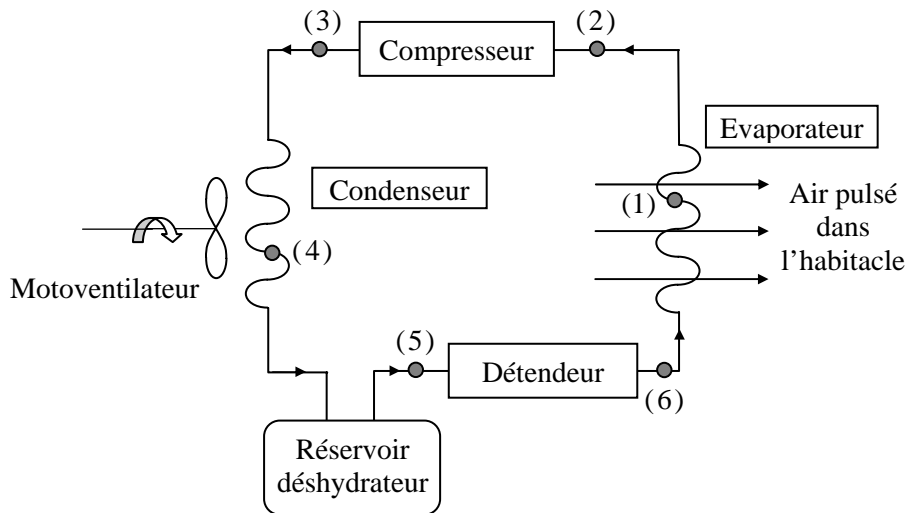 (3)
Compresseur
(2)
Evaporateur
Condenseur
(1)
Air pulsé
dans
l'habitacle
(4)
Motoventilateur
(5)
Détendeur
(6)
Réservoir
déshydrateur